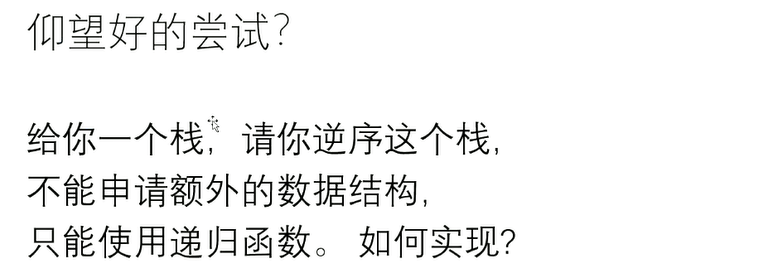 仰望好的尝试?
给你一个栈，请你逆序这个栈，
不能申请额外的数据结构，
只能使用递归函数。 如何实现?